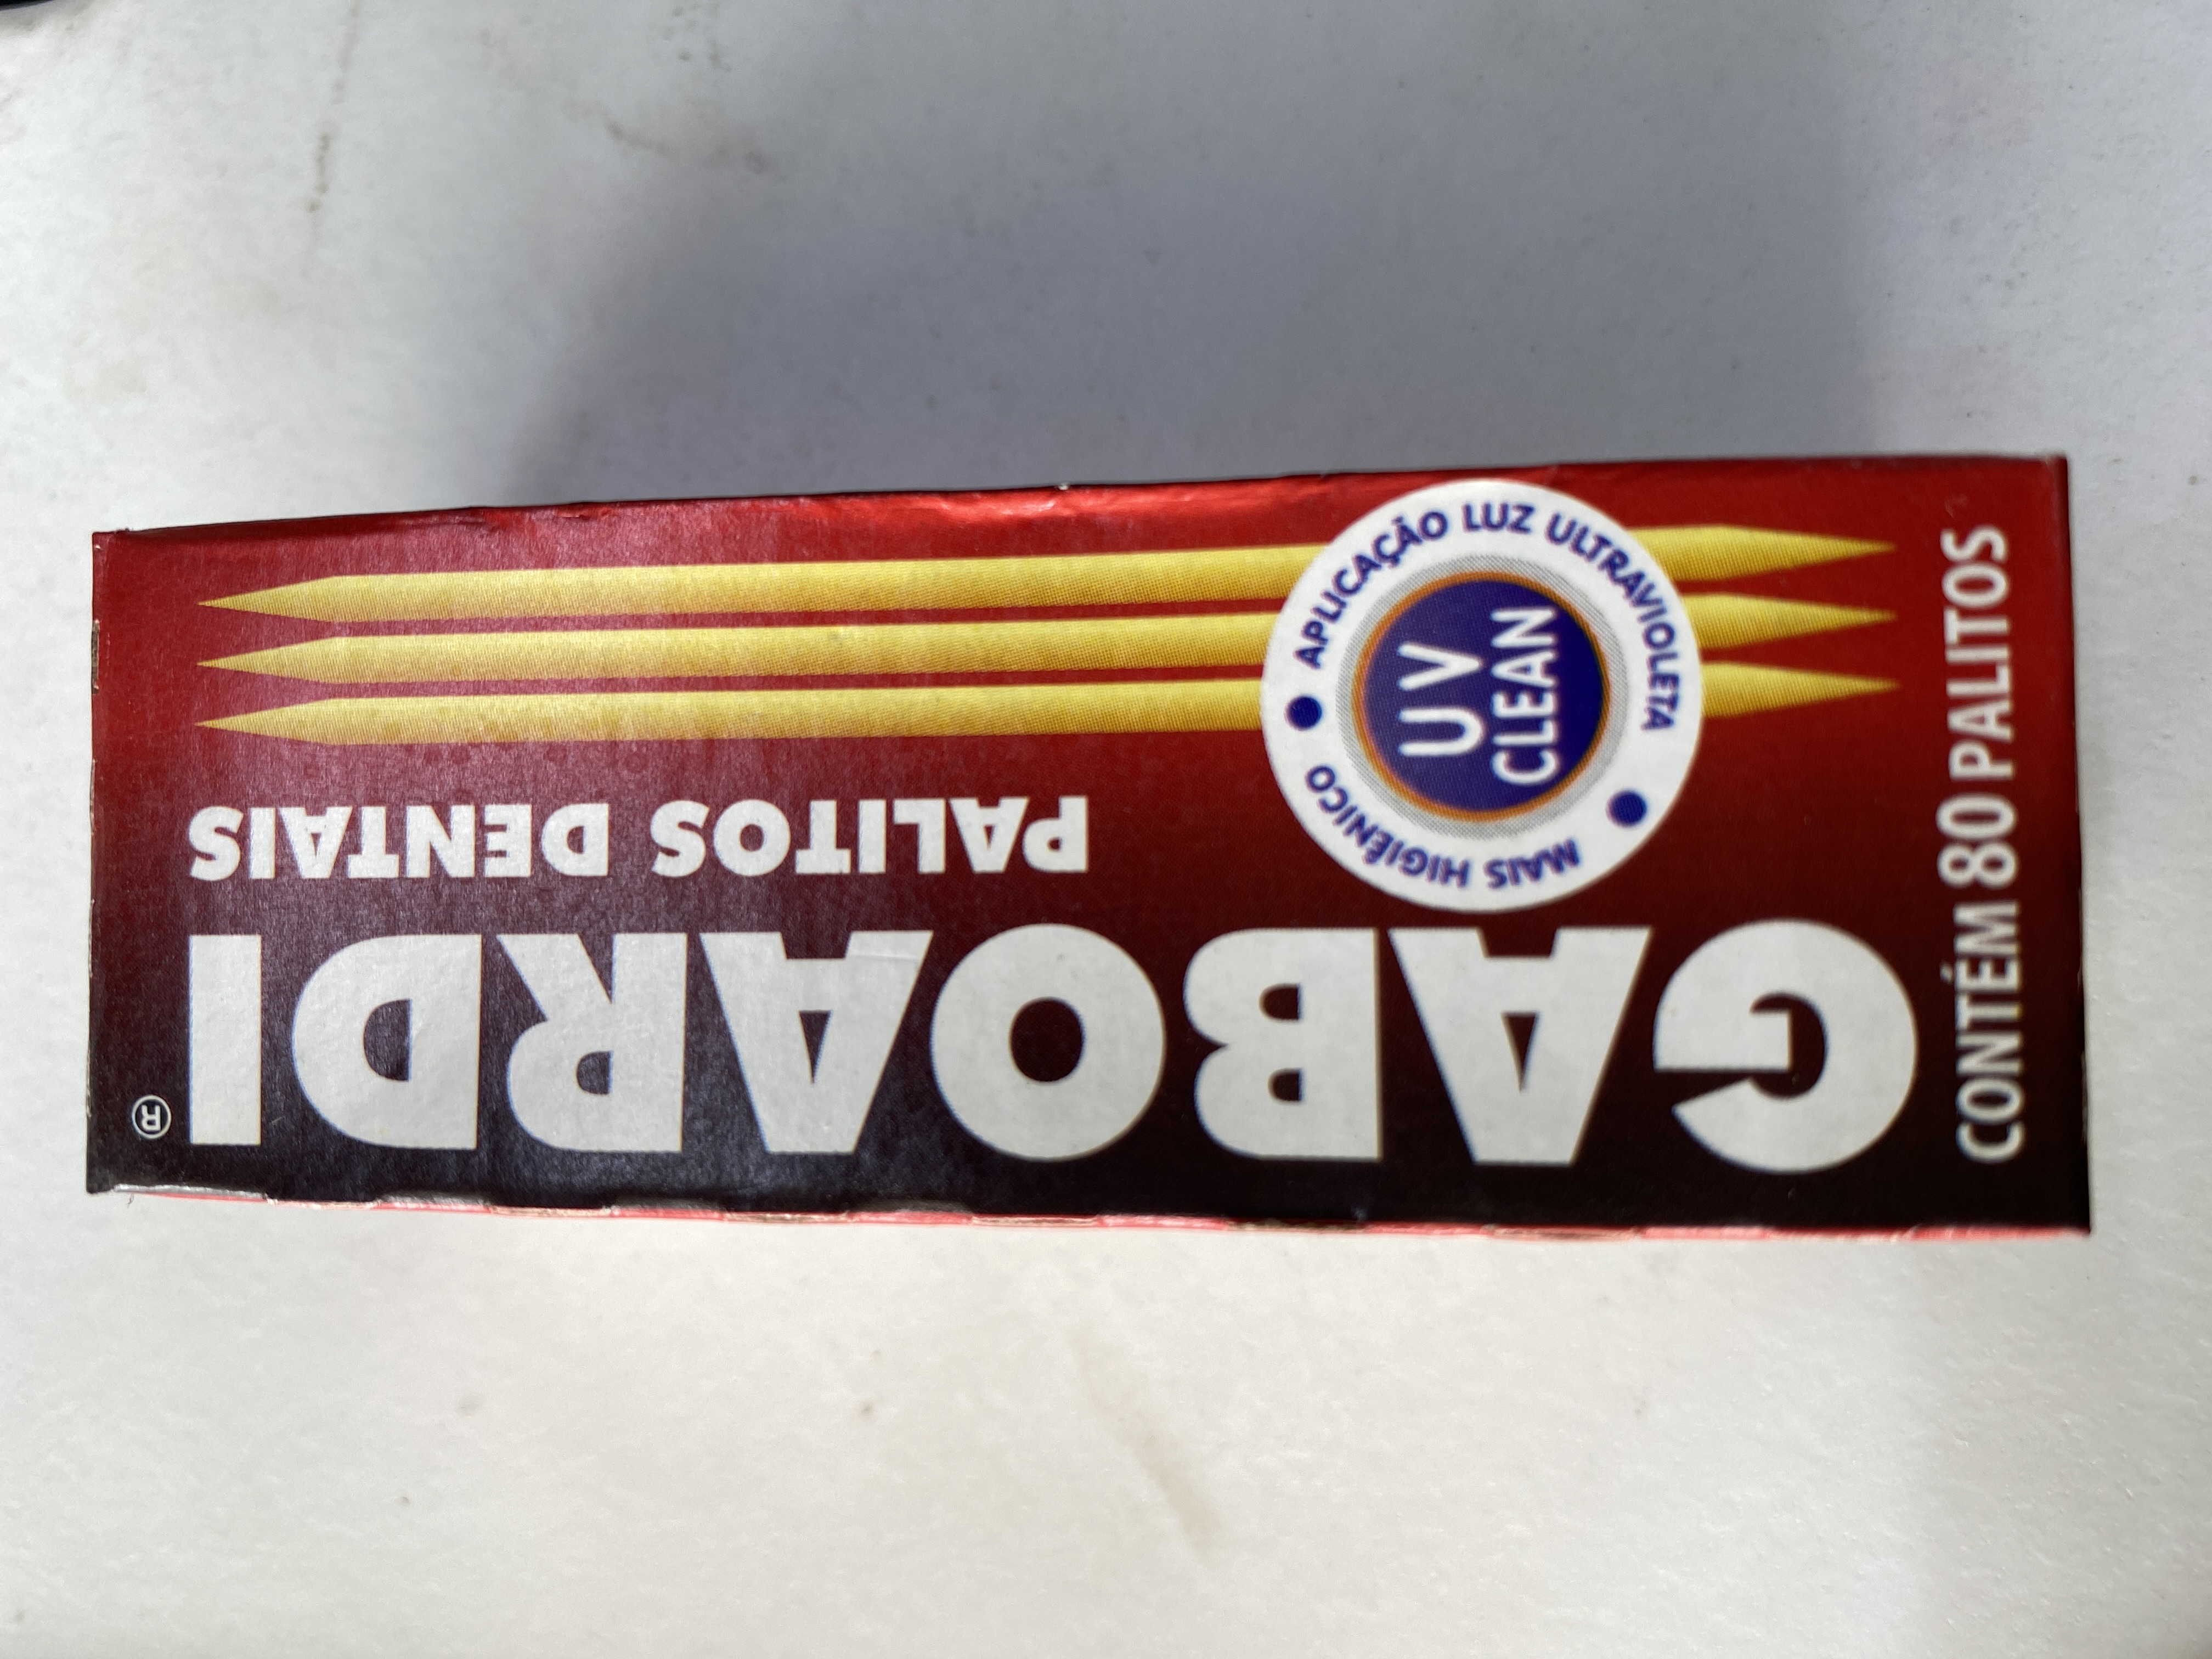 GABOARDI®
PALITOS DENTAIS
APLICAÇÃO LUZ ULTRAVIOLETA
UV
CLEAN
MAIS HIGIÊNICO
CONTÉM 80 PALITOS